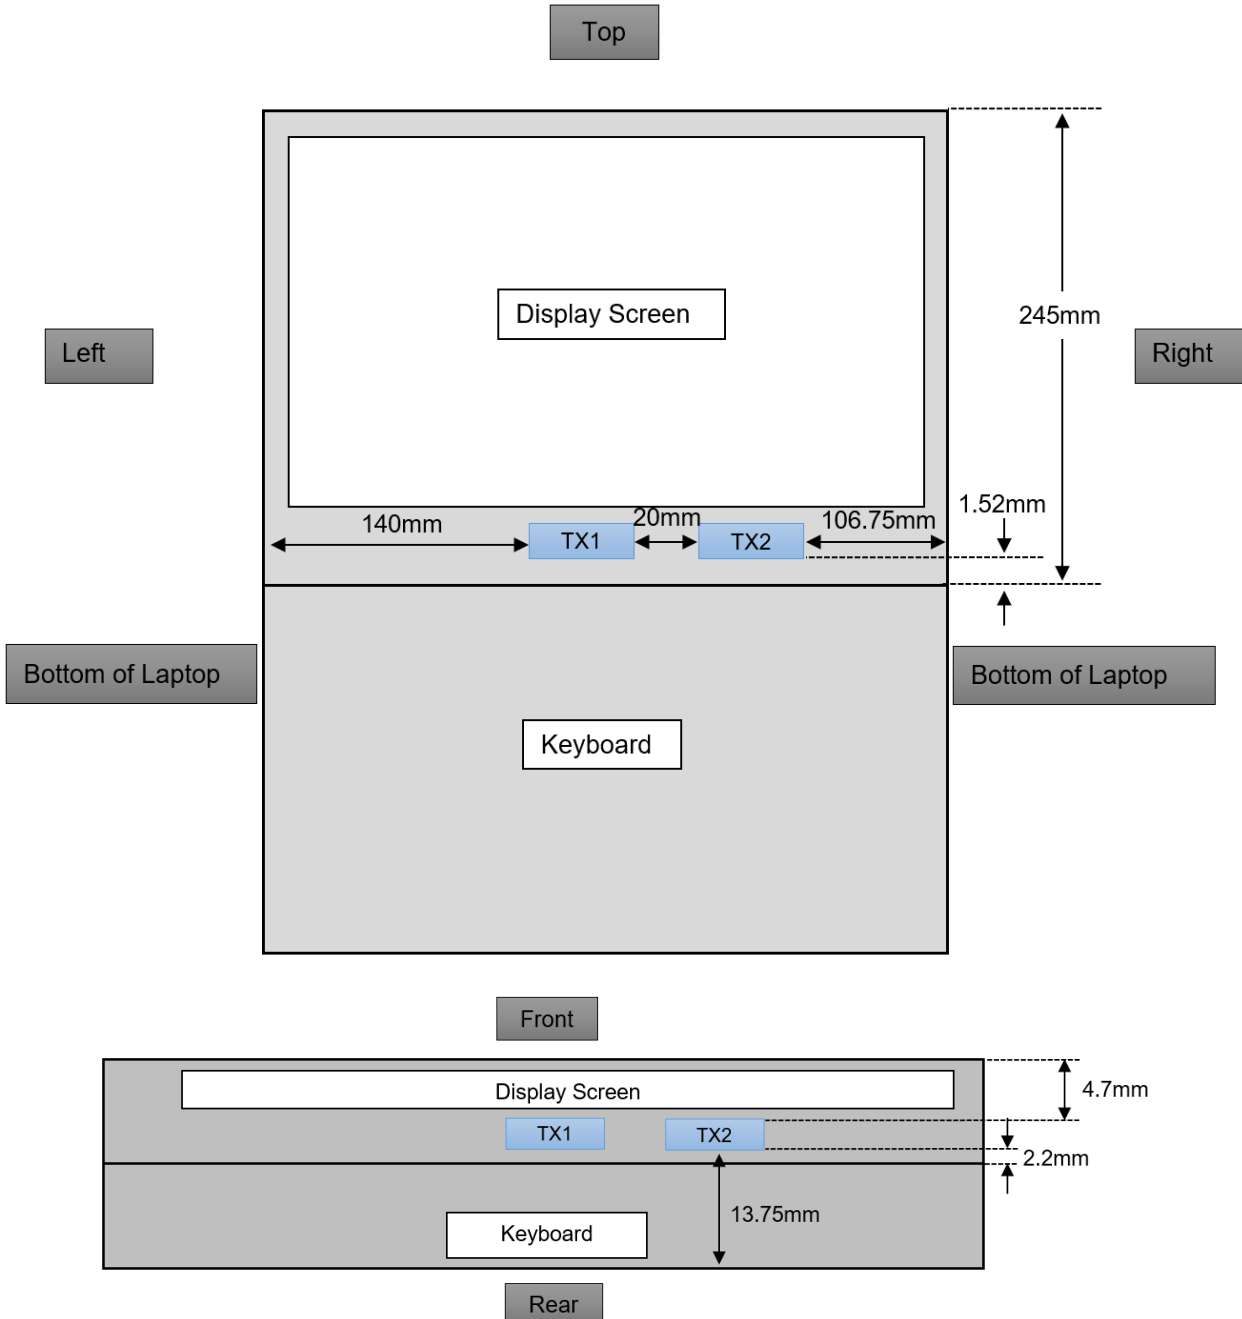 Top
Display Screen
245mm
Left
Right
1.52mm
140mm
20mm
106.75mm
TX1
TX2
Bottom of Laptop
Bottom of Laptop
Keyboard
Front
Display Screen
4.7mm
TX1
TX2
2.2mm
13.75mm
Keyboard
Rear